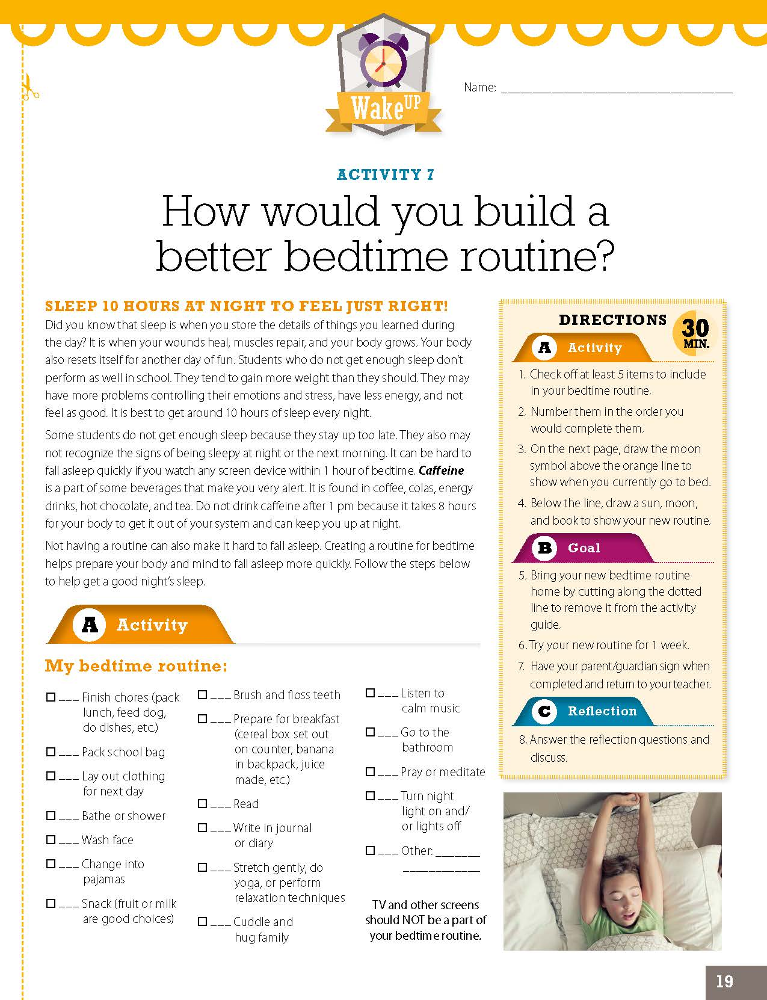 Wake UP
Name: ___________________________________
ACTIVITY 7
How would you build a
better bedtime routine?
SLEEP 10 HOURS AT NIGHT TO FEEL JUST RIGHT!
Did you know that sleep is when you store the details of things you learned during
the day? It is when your wounds heal, muscles repair, and your body grows. Your body
also resets itself for another day of fun. Students who do not get enough sleep don't
perform as well in school. They tend to gain more weight than they should. They may
have more problems controlling their emotions and stress, have less energy, and not
feel as good. It is best to get around 10 hours of sleep every night.
Some students do not get enough sleep because they stay up too late. They also may
not recognize the signs of being sleepy at night or the next morning. It can be hard to
fall asleep quickly if you watch any screen device within 1 hour of bedtime. Caffeine
is a part of some beverages that make you very alert. It is found in coffee, colas, energy
drinks, hot chocolate, and tea. Do not drink caffeine after 1 pm because it takes 8 hours
for your body to get it out of your system and can keep you up at night.
Not having a routine can also make it hard to fall asleep. Creating a routine for bedtime
helps prepare your body and mind to fall asleep more quickly. Follow the steps below
to help get a good night's sleep.
A Activity
My bedtime routine:
___ Finish chores (pack
lunch, feed dog,
do dishes, etc.)
___ Pack school bag
___ Lay out clothing
for next day
___ Bathe or shower
___ Wash face
___ Change into
pajamas
___ Snack (fruit or milk
are good choices)
___ Brush and floss teeth
___ Prepare for breakfast
(cereal box set out
on counter, banana
in backpack, juice
made, etc.)
___ Read
___ Write in journal
or diary
___ Stretch gently, do
yoga, or perform
relaxation techniques
___ Cuddle and
hug family
___ Listen to
calm music
___ Go to the
bathroom
___ Pray or meditate
___ Turn night
light on and/
or lights off
___ Other: _______
____________
TV and other screens
should NOT be a part of
your bedtime routine.
DIRECTIONS
30
MIN.
A Activity
1. Check off at least 5 items to include
in your bedtime routine.
2. Number them in the order you
would complete them.
3. On the next page, draw the moon
symbol above the orange line to
show when you currently go to bed.
4. Below the line, draw a sun, moon,
and book to show your new routine.
B Goal
5. Bring your new bedtime routine
home by cutting along the dotted
line to remove it from the activity
guide.
6. Try your new routine for 1 week.
7. Have your parent/guardian sign when
completed and return to your teacher.
C Reflection
8. Answer the reflection questions and
discuss.
19